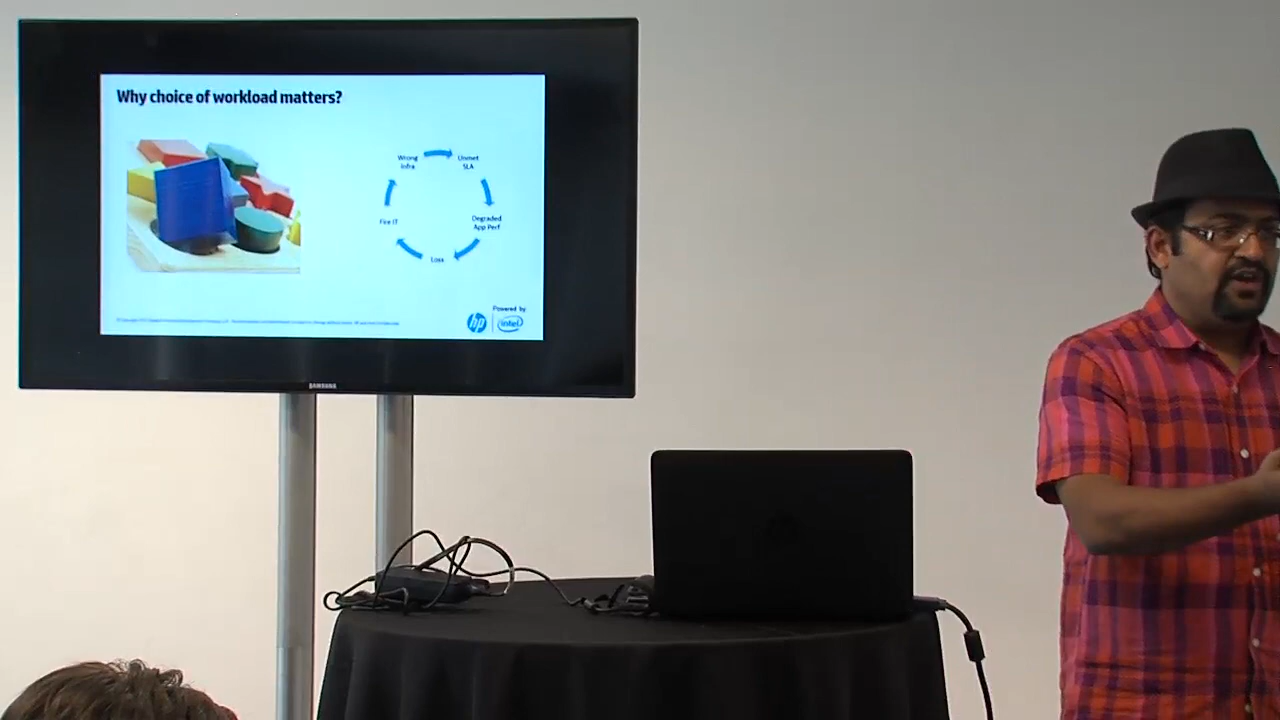 Why choice of workload matters?
Wrong
Infra
Unmet
SLA
Fire IT
Degraded
App Perf
Loss
Powered by
hp
intel
SAMSUNG